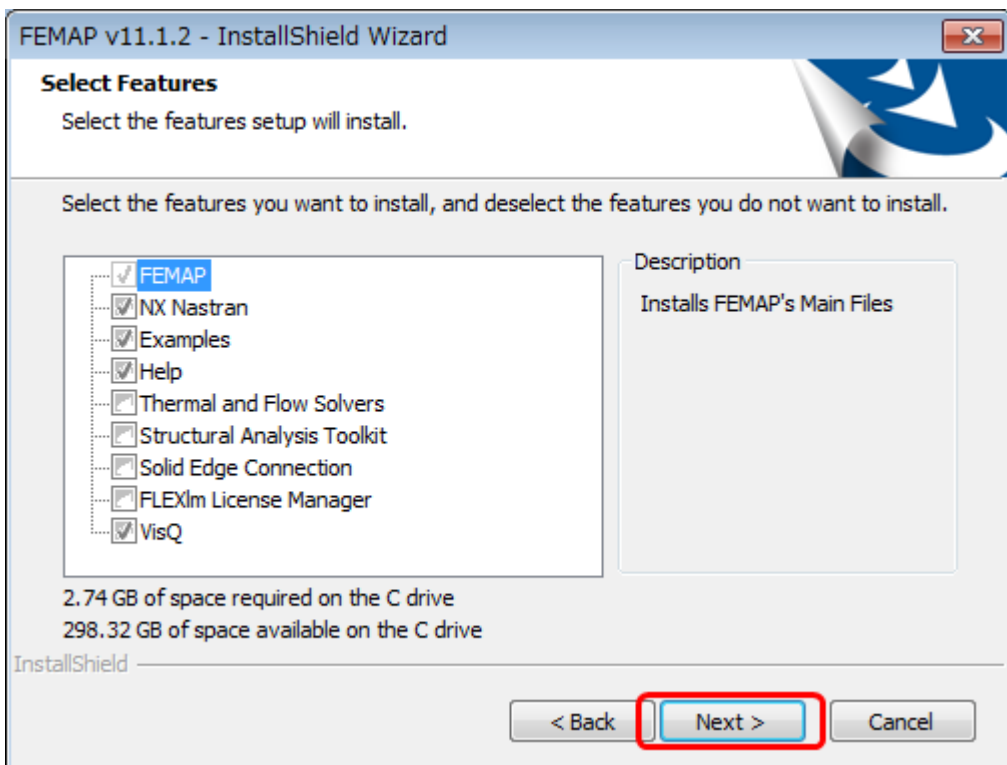 FEMAP v11.1.2 - InstallShield Wizard
Select Features
Select the features setup will install.
Select the features you want to install, and deselect the features you do not want to install.
FEMAP
NX Nastran
Examples
Help
Thermal and Flow Solvers
Structural Analysis Toolkit
Solid Edge Connection
FLEXlm License Manager
VisQ
Description
Installs FEMAP's Main Files
2.74 GB of space required on the C drive
298.32 GB of space available on the C drive
InstallShield
< Back
Next >
Cancel